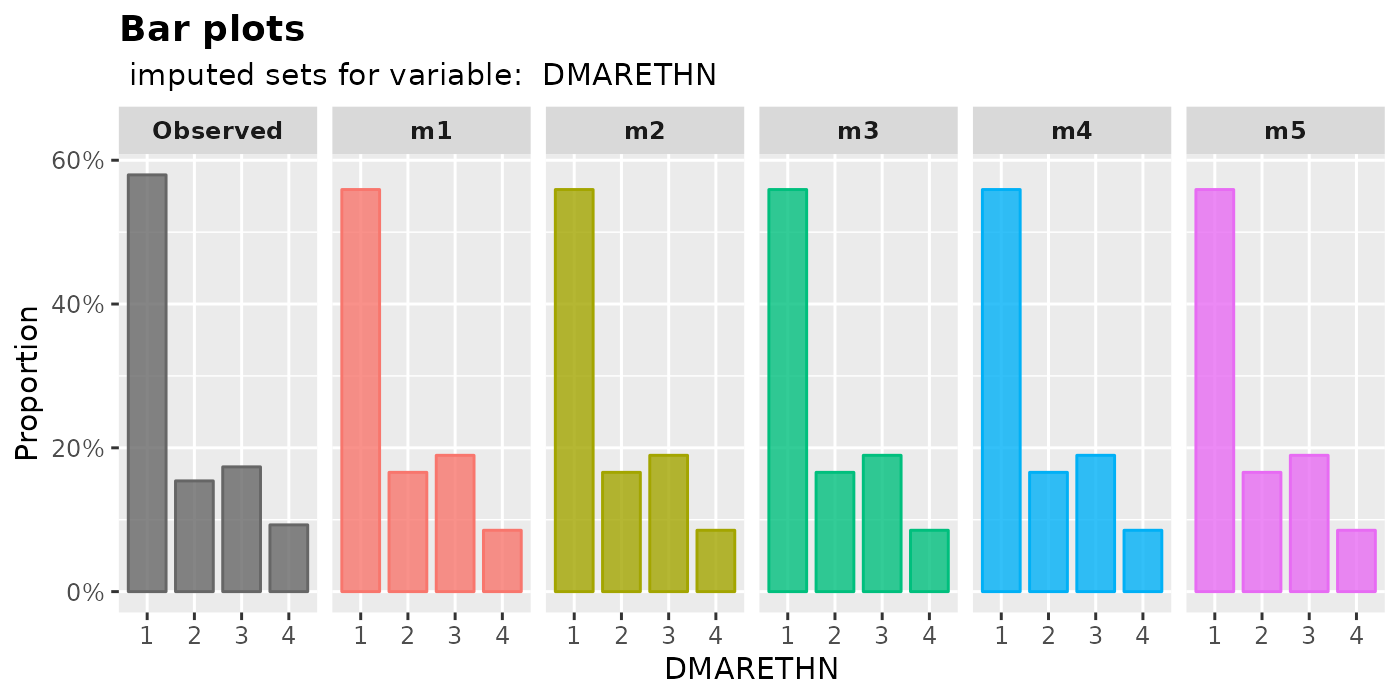 Bar plots
imputed sets for variable:  DMARETHN
Observed m1 m2 m3 m4 m5
60%
40%
20%
0%
Proportion
1 2 3 4 1 2 3 4 1 2 3 4 1 2 3 4 1 2 3 4 1 2 3 4
DMARETHN